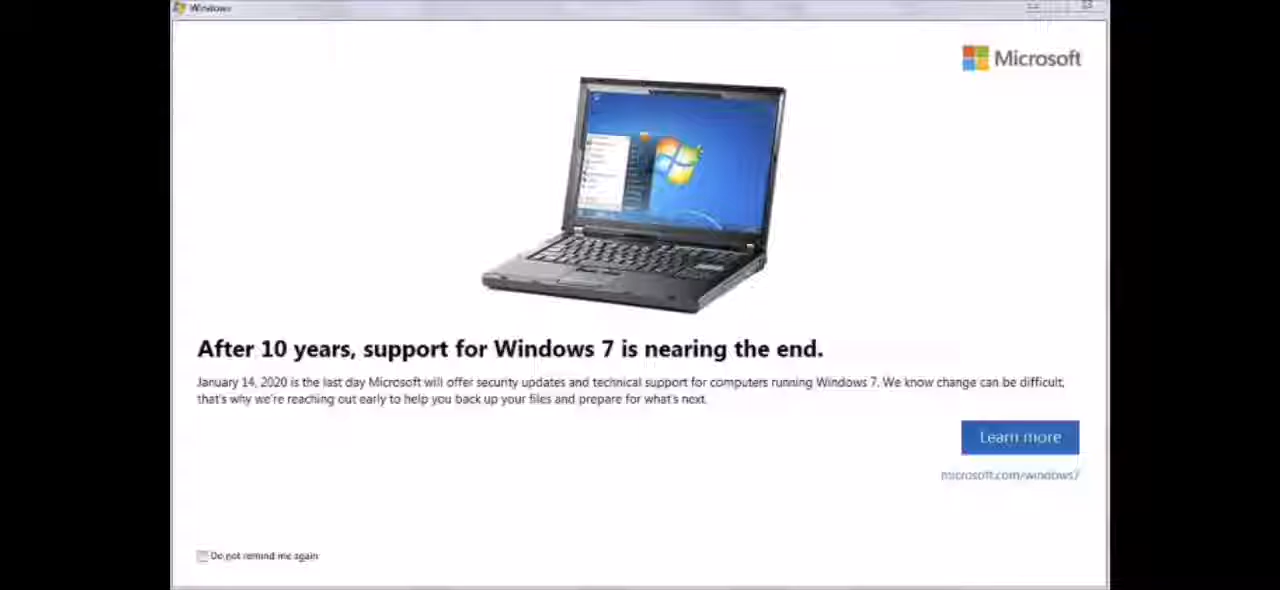 Windows
Microsoft
After 10 years, support for Windows 7 is nearing the end.
January 14, 2020 is the last day Microsoft will offer security updates and technical support for computers running Windows 7. We know change can be difficult,
that's why we're reaching out early to help you back up your files and prepare for what's next.
Learn more
microsoft.com/windows7
Do not remind me again